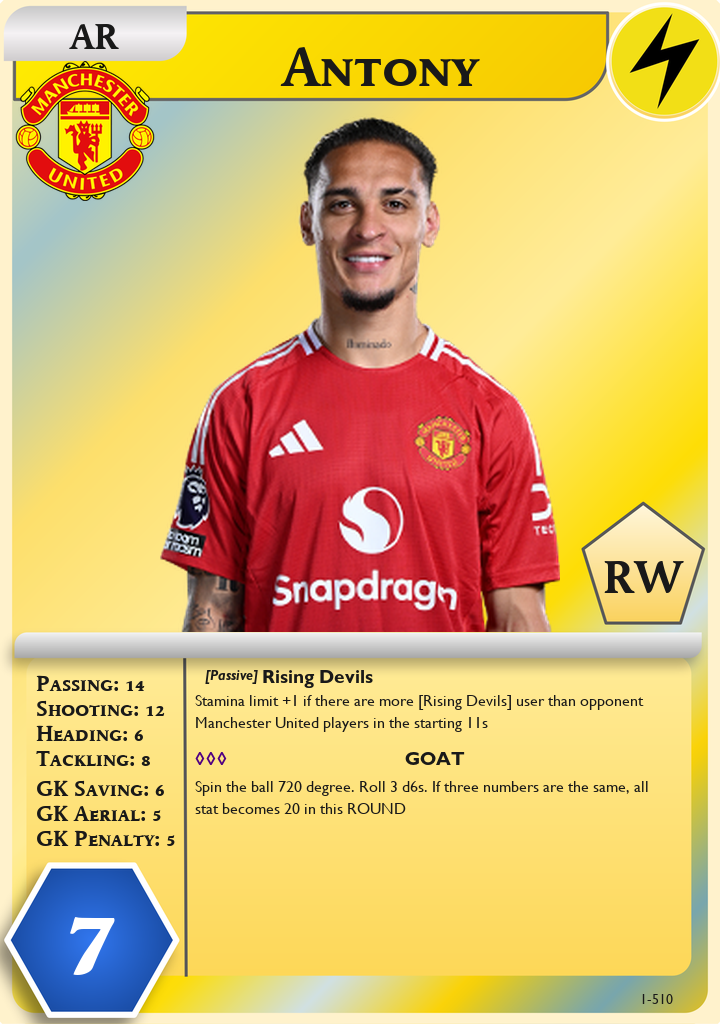 AR
Antony
MANCHESTER
UNITED
Iluminado
Snapdragon
RW
[Passive] Rising Devils
Stamina limit +1 if there are more [Rising Devils] user than opponent
Manchester United players in the starting 11s
GOAT
Spin the ball 720 degree. Roll 3 d6s. If three numbers are the same, all
stat becomes 20 in this ROUND
Passing: 14
Shooting: 12
Heading: 6
Tackling: 8
GK Saving: 6
GK Aerial: 5
GK Penalty: 5
7
1-510